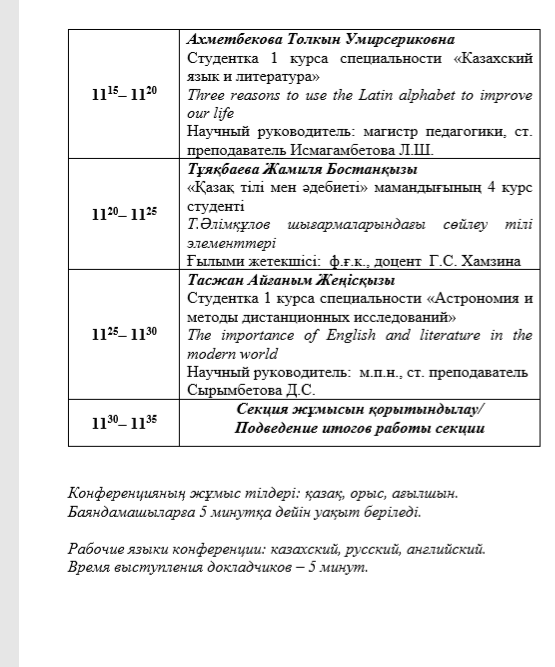 Ахметбекова Толкын Умирсериковна
Студентка 1 курса специальности «Казахский
язык и литература»
11¹⁵– 11²⁰
Three reasons to use the Latin alphabet to improve
our life
Научный руководитель: магистр педагогики, ст.
преподаватель Исмагамбетова Л.Ш.
Тұяқбаева Жамиля Бостанқызы
«Қазақ тілі мен әдебиеті» мамандығының 4 курс
студенті
11²⁰– 11²⁵
Т.Әлімқұлов шығармаларындағы сөйлеу тілі
элементтері
Ғылыми жетекшісі: ф.ғ.к., доцент Г.С. Хамзина
Тасжан Айғаным Жеңісқызы
Студентка 1 курса специальности «Астрономия и
методы дистанционных исследований»
11²⁵– 11³⁰
The importance of English and literature in the
modern world
Научный руководитель: м.п.н., ст. преподаватель
Сырымбетова Д.С.
11³⁰– 11³⁵
Секция жұмысын қорытындылау/
Подведение итогов работы секции
Конференцияның жұмыс тілдері: қазақ, орыс, ағылшын.
Баяндамашыларға 5 минутқа дейін уақыт беріледі.
Рабочие языки конференции: казахский, русский, английский.
Время выступления докладчиков – 5 минут.